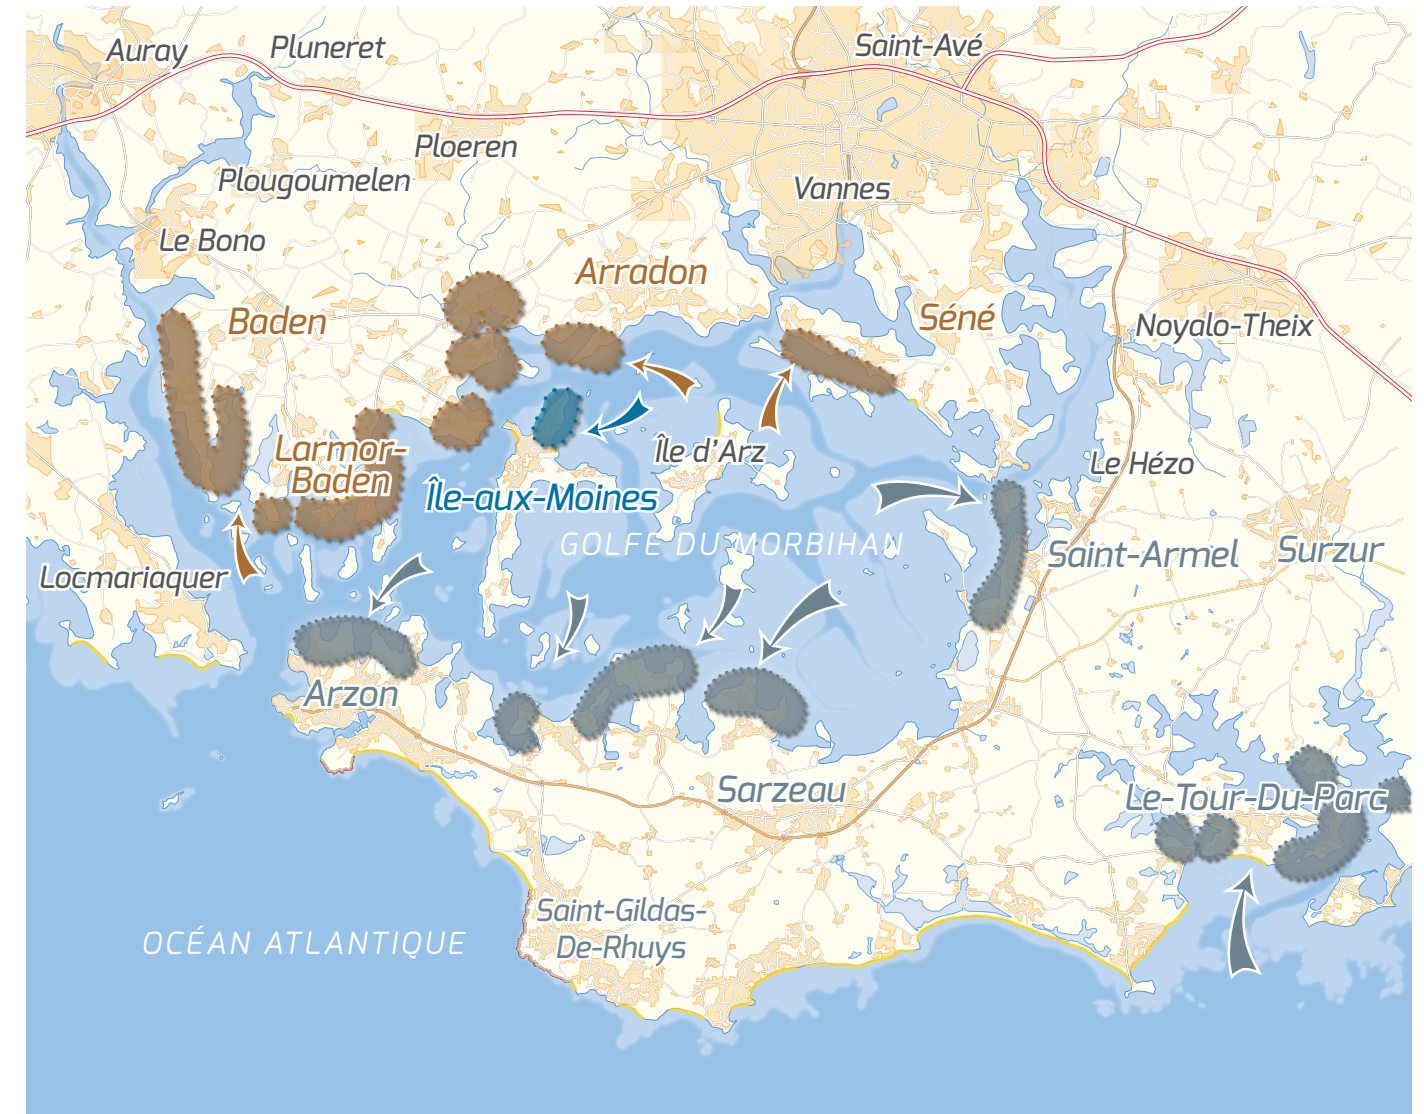 Auray
Pluneret
Saint-Avé
Ploeren
Plougoumelen
Vannes
Le Bono
Arradon
Baden
Séné
Noyalo-Theix
Larmor-
Baden
Île d'Arz
Le Hézo
Île-aux-Moines
GOLFE DU MORBIHAN
Saint-Armel
Surzur
Locmariaquer
Arzon
Sarzeau
Le-Tour-Du-Parc
Saint-Gildas-
De-Rhuys
OCÉAN ATLANTIQUE